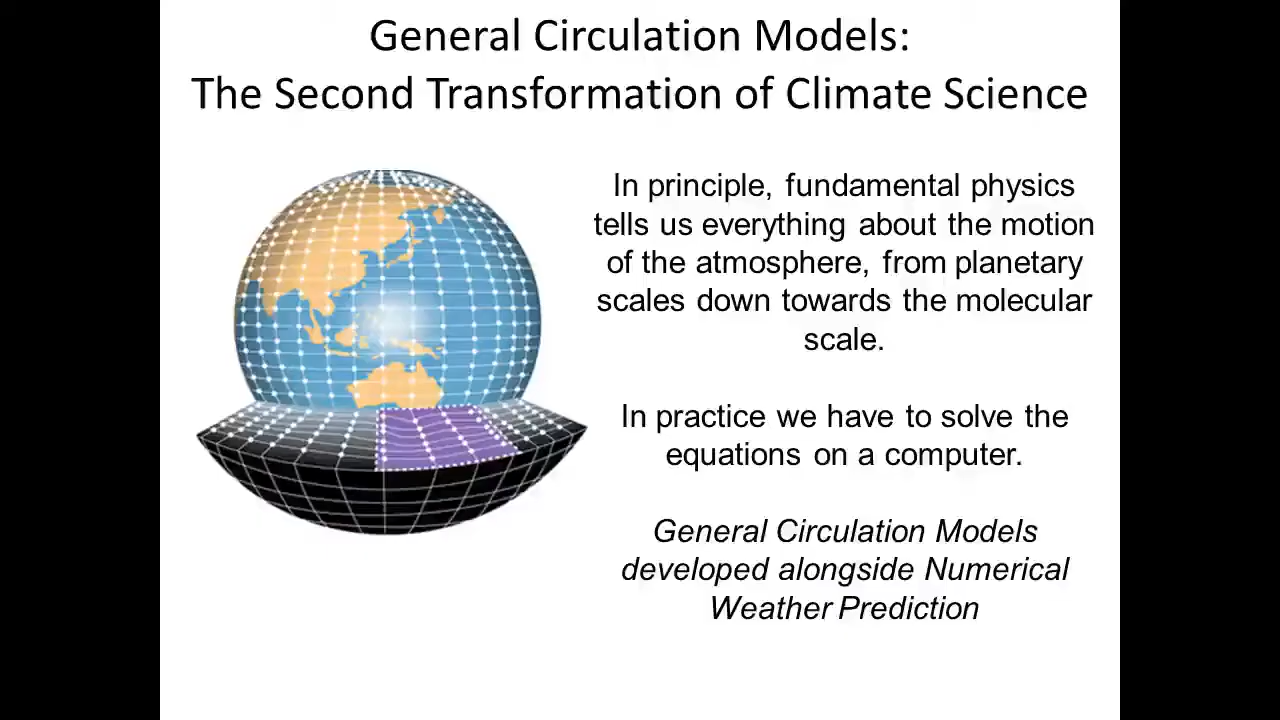 General Circulation Models:
The Second Transformation of Climate Science
In principle, fundamental physics
tells us everything about the motion
of the atmosphere, from planetary
scales down towards the molecular
scale.
In practice we have to solve the
equations on a computer.
General Circulation Models
developed alongside Numerical
Weather Prediction